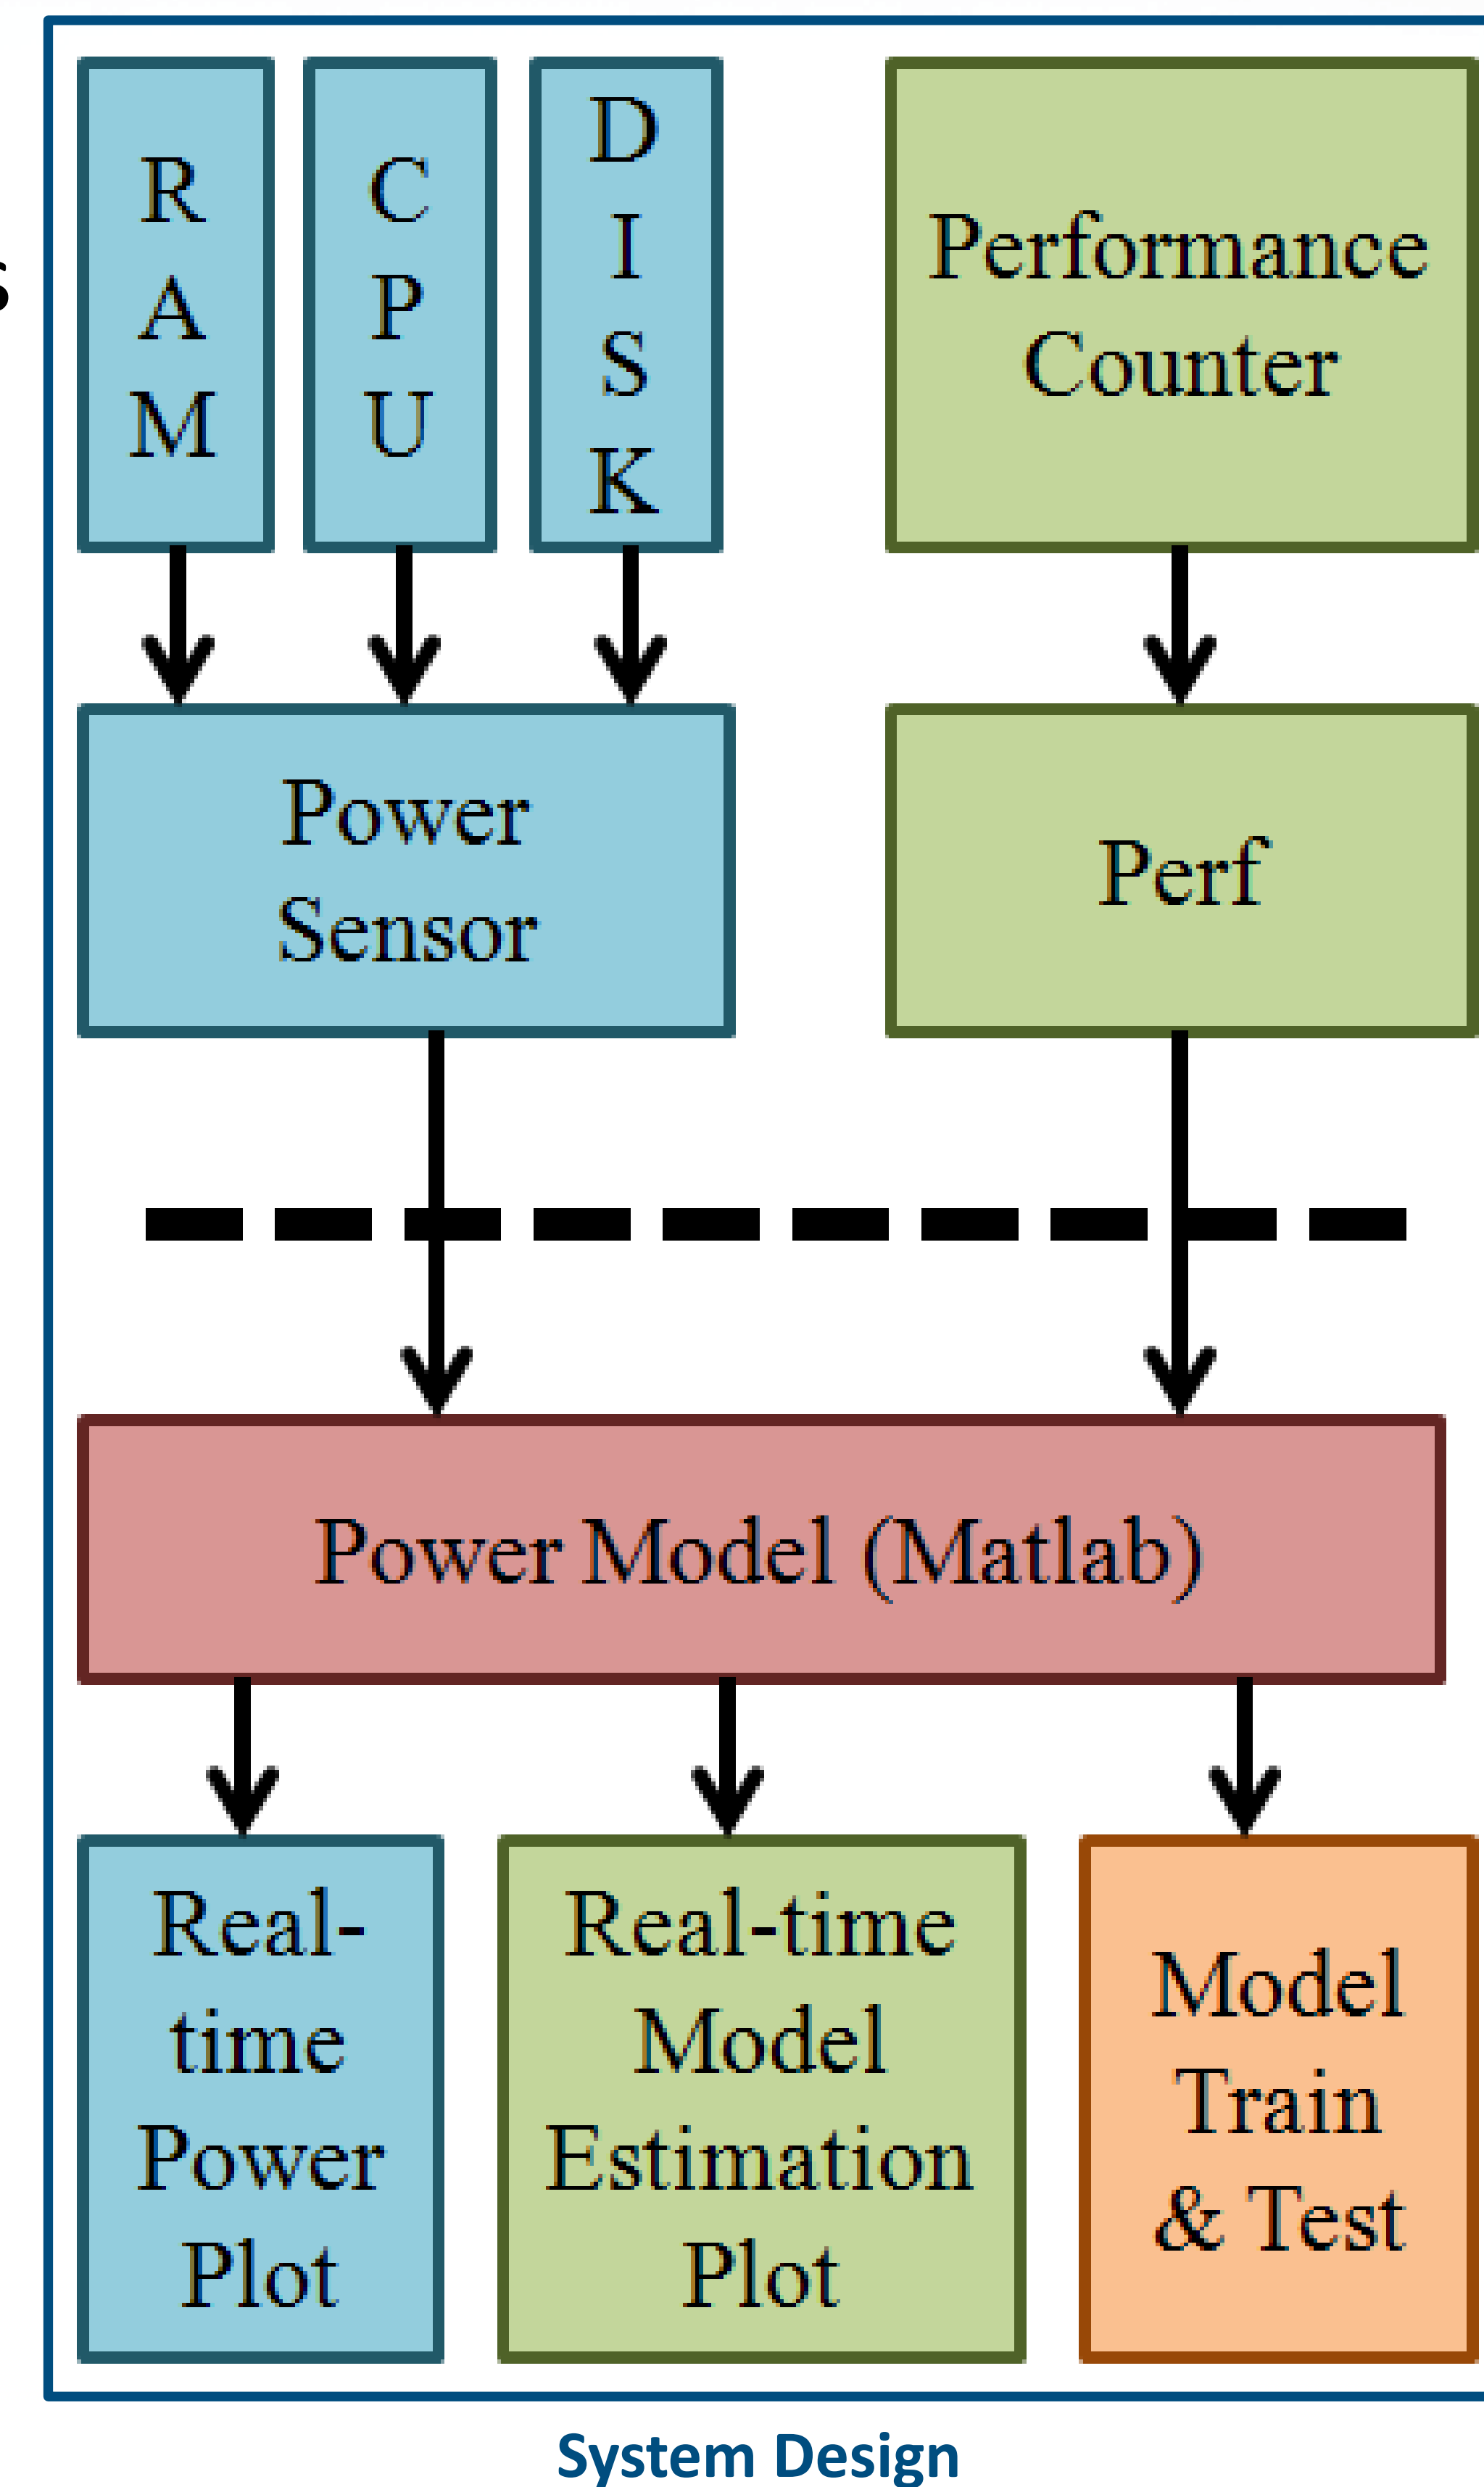 s
R
A
M
C
P
U
D
I
S
K
Performance
Counter
Power
Sensor
Perf
Power Model (Matlab)
Real-
time
Power
Plot
Real-time
Model
Estimation
Plot
Model
Train
& Test
System Design